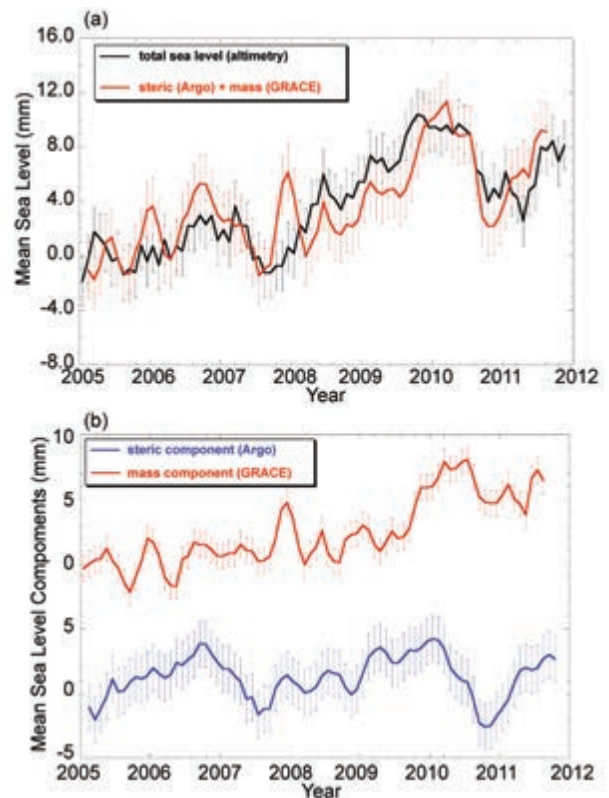 (a)
total sea level (altimetry)
steric (Argo) + mass (GRACE)
Mean Sea Level (mm)
16.0
12.0
8.0
4.0
0.0
-4.0
-8.0
2005 2006 2007 2008 2009 2010 2011 2012
Year
(b)
steric component (Argo)
mass component (GRACE)
Mean Sea Level Compoments (mm)
10
5
0
5
0
-5
2005 2006 2007 2008 2009 2010 2011 2012
Year